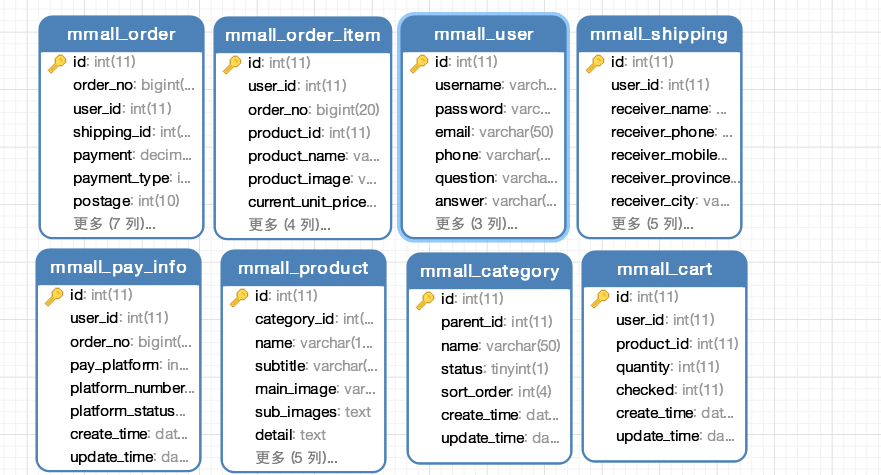 mmall_order
id: int(11)
order_no: bigint(...
user_id: int(11)
shipping_id: int(...
payment: decim...
payment_type: i...
postage: int(10)
更多 (7 列)...
mmall_order_item
id: int(11)
user_id: int(11)
order_no: bigint(20)
product_id: int(11)
product_name: va...
product_image: v...
current_unit_price...
更多 (4 列)...
mmall_user
id: int(11)
username: varch...
password: varc...
email: varchar(50)
phone: varchar(...
question: varcha...
answer: varchar(...
更多 (3 列)...
mmall_shipping
id: int(11)
user_id: int(11)
receiver_name: ...
receiver_phone: ...
receiver_mobile...
receiver_province...
receiver_city: va...
更多 (5 列)...
mmall_pay_info
id: int(11)
user_id: int(11)
order_no: bigint(...
pay_platform: in...
platform_number...
platform_status...
create_time: dat...
update_time: da...
mmall_product
id: int(11)
category_id: int(...
name: varchar(1...
subtitle: varchar(...
main_image: var...
sub_images: text
detail: text
更多 (5 列)...
mmall_category
id: int(11)
parent_id: int(11)
name: varchar(50)
status: tinyint(1)
sort_order: int(4)
create_time: dat...
update_time: da...
mmall_cart
id: int(11)
user_id: int(11)
product_id: int(11)
quantity: int(11)
checked: int(11)
create_time: dat...
update_time: da...